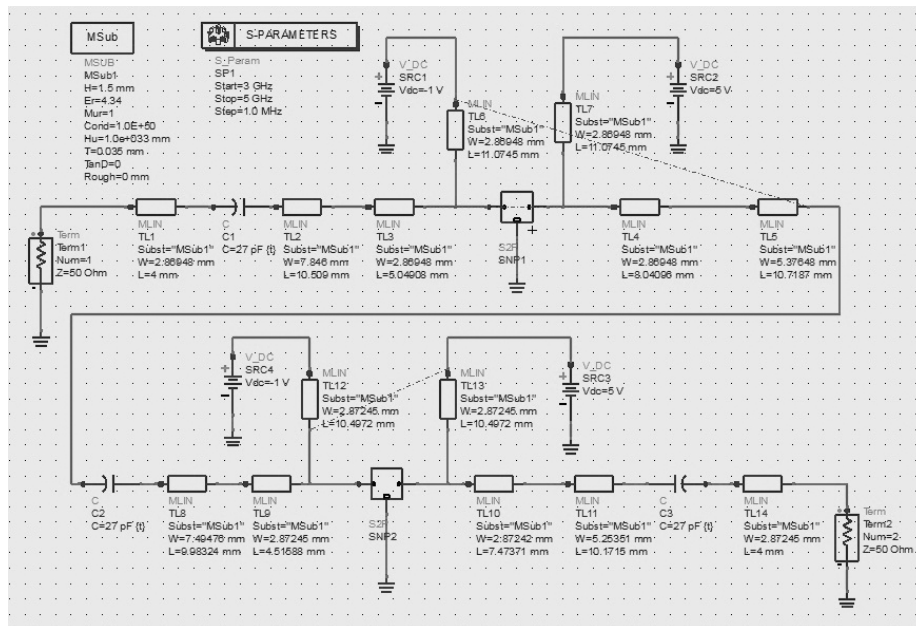 MSub
MSUB
MSub1
H=1.5 mm
Er=4.34
Mur=1
Cond=1.0E+50
Hu=1.0e+033 mm
T=0.035 mm
TanD=0
Rough=0 mm
S-PARAMETERS
S_Param
SP1
Start=3 GHz
Stop=5 GHz
Step=1.0 MHz
V_DC
SRC1
Vdc=-1 V
MLIN
TL6
Subst="MSub1"
W=2.86948 mm
L=11.0745 mm
MLIN
TL7
Subst="MSub1"
W=2.86948 mm
L=11.0745 mm
V_DC
SRC2
Vdc=5 V
Term
Term1
Num=1
Z=50 Ohm
MLIN
TL1
Subst="MSub1"
W=2.86948 mm
L=4 mm
C
C1
C=27 pF {t}
MLIN
TL2
Subst="MSub1"
W=7.846 mm
L=10.509 mm
MLIN
TL3
Subst="MSub1"
W=2.86948 mm
L=5.04908 mm
S2P
SNP1
MLIN
TL4
Subst="MSub1"
W=2.86948 mm
L=8.04096 mm
MLIN
TL5
Subst="MSub1"
W=5.37648 mm
L=10.7187 mm
V_DC
SRC4
Vdc=-1 V
MLIN
TL12
Subst="MSub1"
W=2.87245 mm
L=10.4972 mm
MLIN
TL13
Subst="MSub1"
W=2.87245 mm
L=10.4972 mm
V_DC
SRC3
Vdc=5 V
C
C2
C=27 pF {t}
MLIN
TL8
Subst="MSub1"
W=7.49476 mm
L=9.98324 mm
MLIN
TL9
Subst="MSub1"
W=2.87245 mm
L=4.51588 mm
S2P
SNP2
MLIN
TL10
Subst="MSub1"
W=2.87242 mm
L=7.47371 mm
MLIN
TL11
Subst="MSub1"
W=5.25351 mm
L=10.1715 mm
C
C3
C=27 pF {t}
MLIN
TL14
Subst="MSub1"
W=2.87245 mm
L=4 mm
Term
Term2
Num=2
Z=50 Ohm